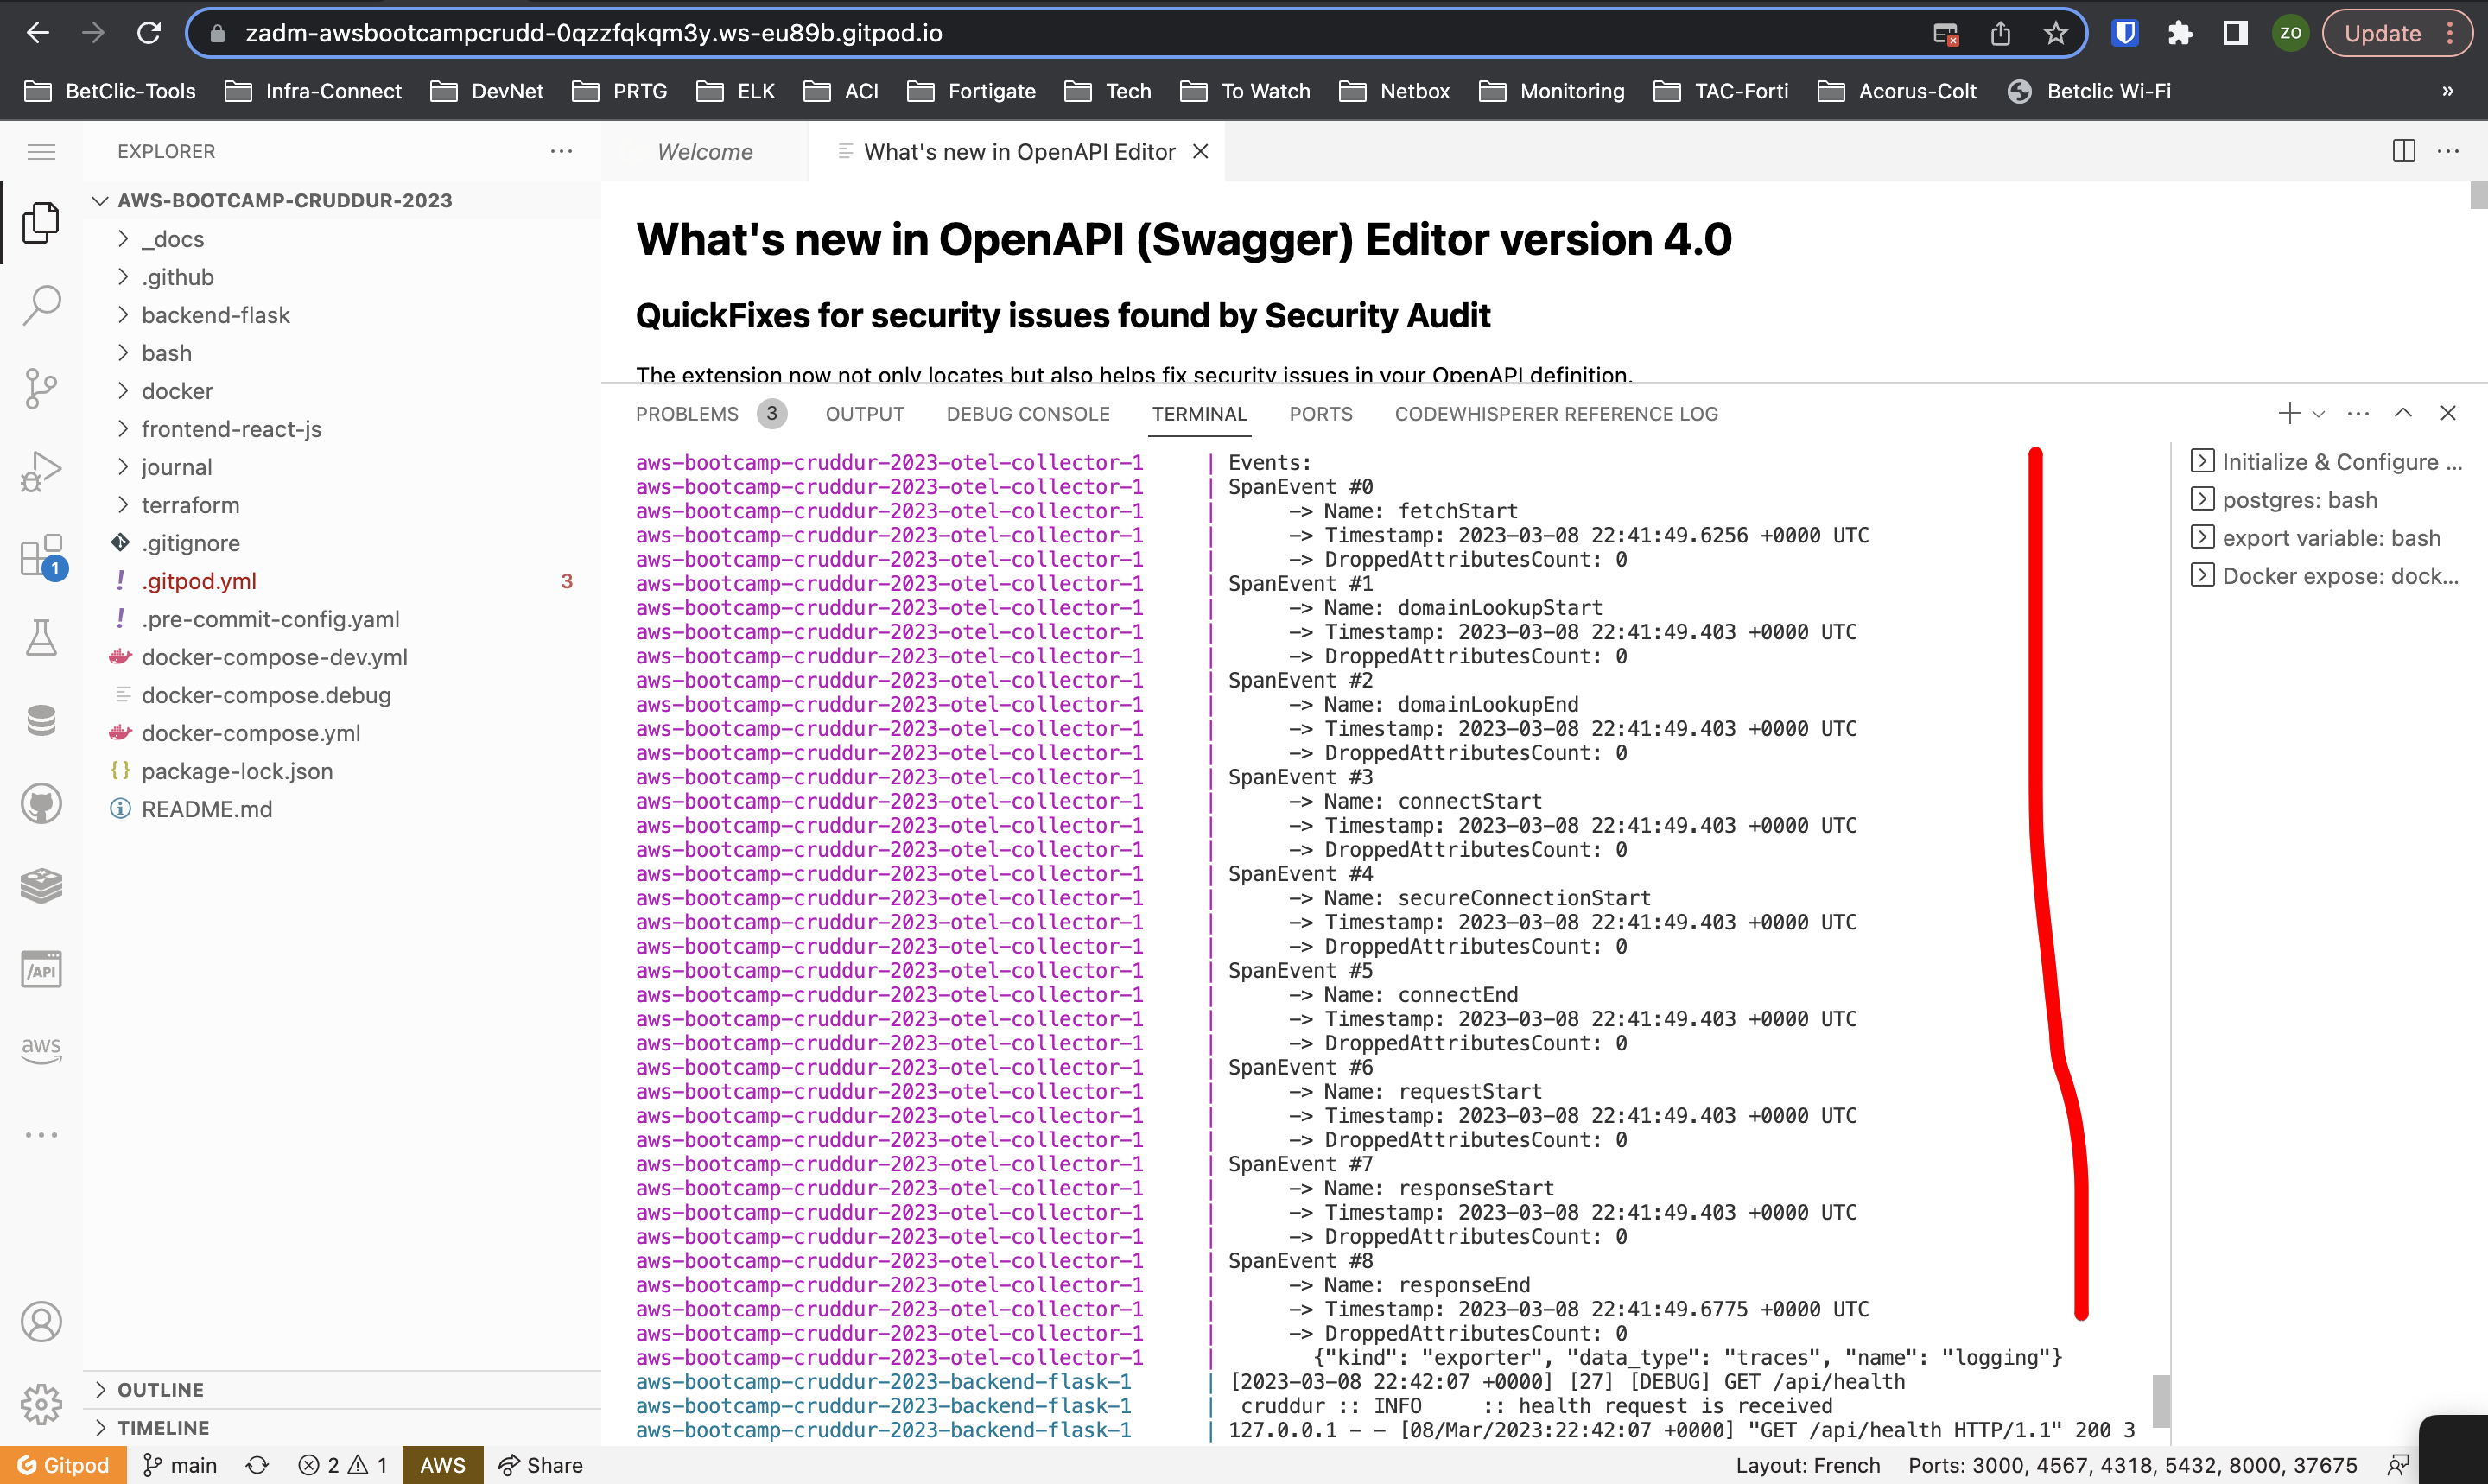 zadm-awsbootcampcrudd-0qzzfqkqm3y.ws-eu89b.gitpod.io
ZO
Update
BetClic-Tools Infra-Connect DevNet PRTG ELK ACI Fortigate Tech To Watch Netbox Monitoring TAC-Forti Acorus-Colt Betclic Wi-Fi »
EXPLORER
AWS-BOOTCAMP-CRUDDUR-2023
_docs
.github
backend-flask
bash
docker
frontend-react-js
journal
terraform
.gitignore
! .gitpod.yml 3
! .pre-commit-config.yaml
docker-compose-dev.yml
docker-compose.debug
docker-compose.yml
{} package-lock.json
README.md
1
/API
aws
OUTLINE
TIMELINE
Welcome What's new in OpenAPI Editor
What's new in OpenAPI (Swagger) Editor version 4.0
QuickFixes for security issues found by Security Audit
The extension now not only locates but also helps fix security issues in your OpenAPI definition.
PROBLEMS 3 OUTPUT DEBUG CONSOLE TERMINAL PORTS CODEWHISPERER REFERENCE LOG
aws-bootcamp-cruddur-2023-otel-collector-1 | Events:
aws-bootcamp-cruddur-2023-otel-collector-1 | SpanEvent #0
aws-bootcamp-cruddur-2023-otel-collector-1 | -> Name: fetchStart
aws-bootcamp-cruddur-2023-otel-collector-1 | -> Timestamp: 2023-03-08 22:41:49.6256 +0000 UTC
aws-bootcamp-cruddur-2023-otel-collector-1 | -> DroppedAttributesCount: 0
aws-bootcamp-cruddur-2023-otel-collector-1 | SpanEvent #1
aws-bootcamp-cruddur-2023-otel-collector-1 | -> Name: domainLookupStart
aws-bootcamp-cruddur-2023-otel-collector-1 | -> Timestamp: 2023-03-08 22:41:49.403 +0000 UTC
aws-bootcamp-cruddur-2023-otel-collector-1 | -> DroppedAttributesCount: 0
aws-bootcamp-cruddur-2023-otel-collector-1 | SpanEvent #2
aws-bootcamp-cruddur-2023-otel-collector-1 | -> Name: domainLookupEnd
aws-bootcamp-cruddur-2023-otel-collector-1 | -> Timestamp: 2023-03-08 22:41:49.403 +0000 UTC
aws-bootcamp-cruddur-2023-otel-collector-1 | -> DroppedAttributesCount: 0
aws-bootcamp-cruddur-2023-otel-collector-1 | SpanEvent #3
aws-bootcamp-cruddur-2023-otel-collector-1 | -> Name: connectStart
aws-bootcamp-cruddur-2023-otel-collector-1 | -> Timestamp: 2023-03-08 22:41:49.403 +0000 UTC
aws-bootcamp-cruddur-2023-otel-collector-1 | -> DroppedAttributesCount: 0
aws-bootcamp-cruddur-2023-otel-collector-1 | SpanEvent #4
aws-bootcamp-cruddur-2023-otel-collector-1 | -> Name: secureConnectionStart
aws-bootcamp-cruddur-2023-otel-collector-1 | -> Timestamp: 2023-03-08 22:41:49.403 +0000 UTC
aws-bootcamp-cruddur-2023-otel-collector-1 | -> DroppedAttributesCount: 0
aws-bootcamp-cruddur-2023-otel-collector-1 | SpanEvent #5
aws-bootcamp-cruddur-2023-otel-collector-1 | -> Name: connectEnd
aws-bootcamp-cruddur-2023-otel-collector-1 | -> Timestamp: 2023-03-08 22:41:49.403 +0000 UTC
aws-bootcamp-cruddur-2023-otel-collector-1 | -> DroppedAttributesCount: 0
aws-bootcamp-cruddur-2023-otel-collector-1 | SpanEvent #6
aws-bootcamp-cruddur-2023-otel-collector-1 | -> Name: requestStart
aws-bootcamp-cruddur-2023-otel-collector-1 | -> Timestamp: 2023-03-08 22:41:49.403 +0000 UTC
aws-bootcamp-cruddur-2023-otel-collector-1 | -> DroppedAttributesCount: 0
aws-bootcamp-cruddur-2023-otel-collector-1 | SpanEvent #7
aws-bootcamp-cruddur-2023-otel-collector-1 | -> Name: responseStart
aws-bootcamp-cruddur-2023-otel-collector-1 | -> Timestamp: 2023-03-08 22:41:49.403 +0000 UTC
aws-bootcamp-cruddur-2023-otel-collector-1 | -> DroppedAttributesCount: 0
aws-bootcamp-cruddur-2023-otel-collector-1 | SpanEvent #8
aws-bootcamp-cruddur-2023-otel-collector-1 | -> Name: responseEnd
aws-bootcamp-cruddur-2023-otel-collector-1 | -> Timestamp: 2023-03-08 22:41:49.6775 +0000 UTC
aws-bootcamp-cruddur-2023-otel-collector-1 | -> DroppedAttributesCount: 0
aws-bootcamp-cruddur-2023-otel-collector-1 | {"kind": "exporter", "data_type": "traces", "name": "logging"}
aws-bootcamp-cruddur-2023-backend-flask-1 | [2023-03-08 22:42:07 +0000] [27] [DEBUG] GET /api/health
aws-bootcamp-cruddur-2023-backend-flask-1 | cruddur :: INFO :: health request is received
aws-bootcamp-cruddur-2023-backend-flask-1 | 127.0.0.1 - - [08/Mar/2023:22:42:07 +0000] "GET /api/health HTTP/1.1" 200 3
Initialize & Configure ...
postgres: bash
export variable: bash
Docker expose: dock...
Gitpod main 2 1 AWS Share Layout: French Ports: 3000, 4567, 4318, 5432, 8000, 37675